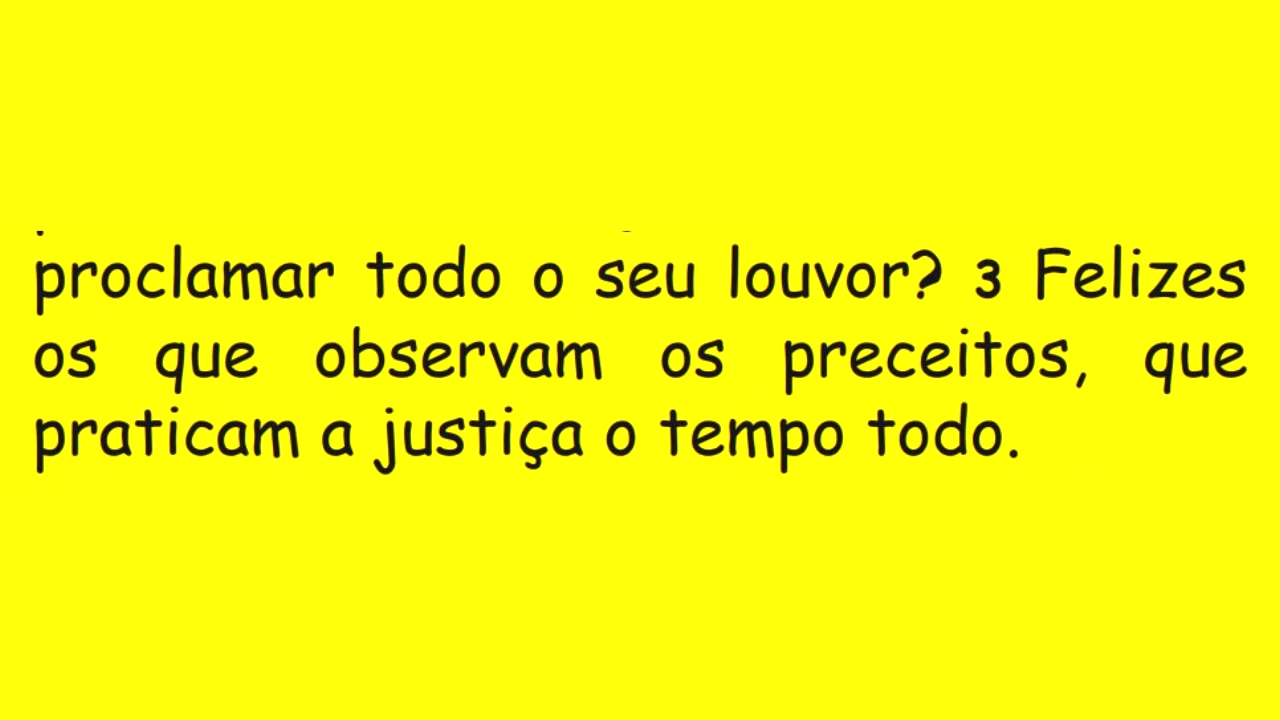 proclamar todo o seu louvor? 3 Felizes
os que observam os preceitos, que
praticam a justiça o tempo todo.